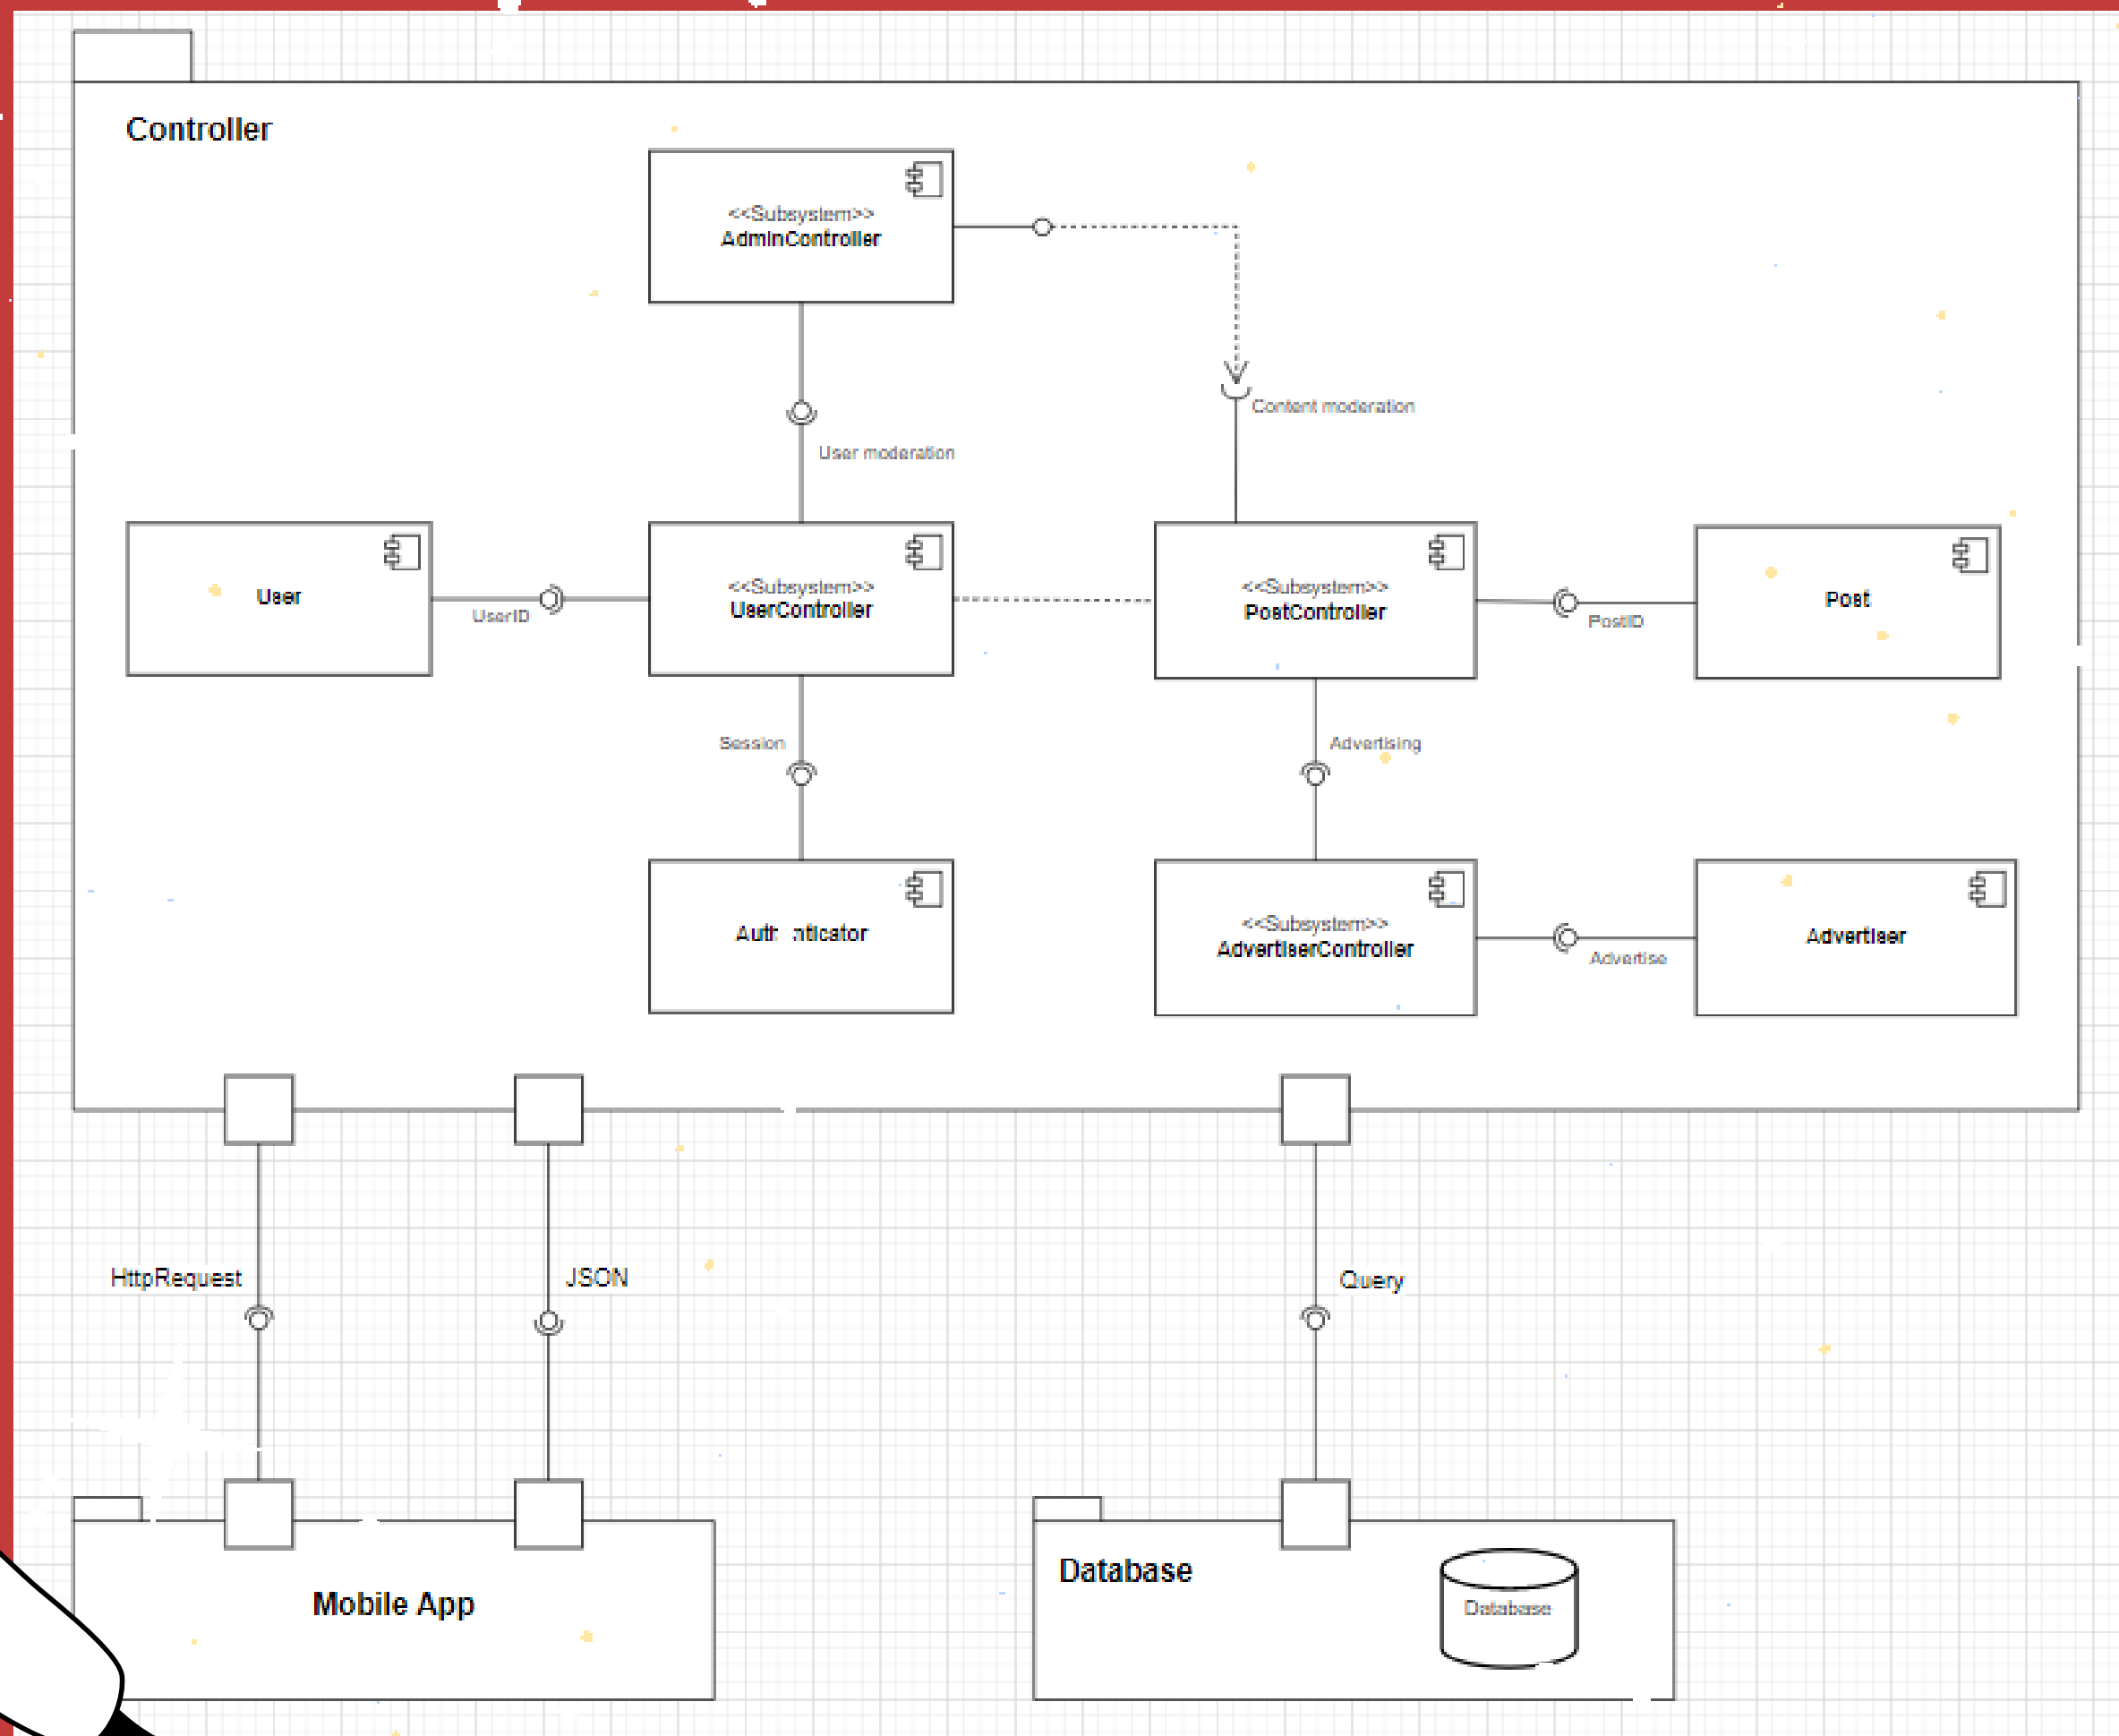 Controller
<<Subsystem>>
AdminController
Content moderation
User moderation
User
UserID
<<Subsystem>>
UserController
<<Subsystem>>
PostController
PostID
Post
Session
Advertising
<<Subsystem>>
AdvertiserController
Advertise
Advertiser
HttpRequest
JSON
Query
Mobile App
Database
Database